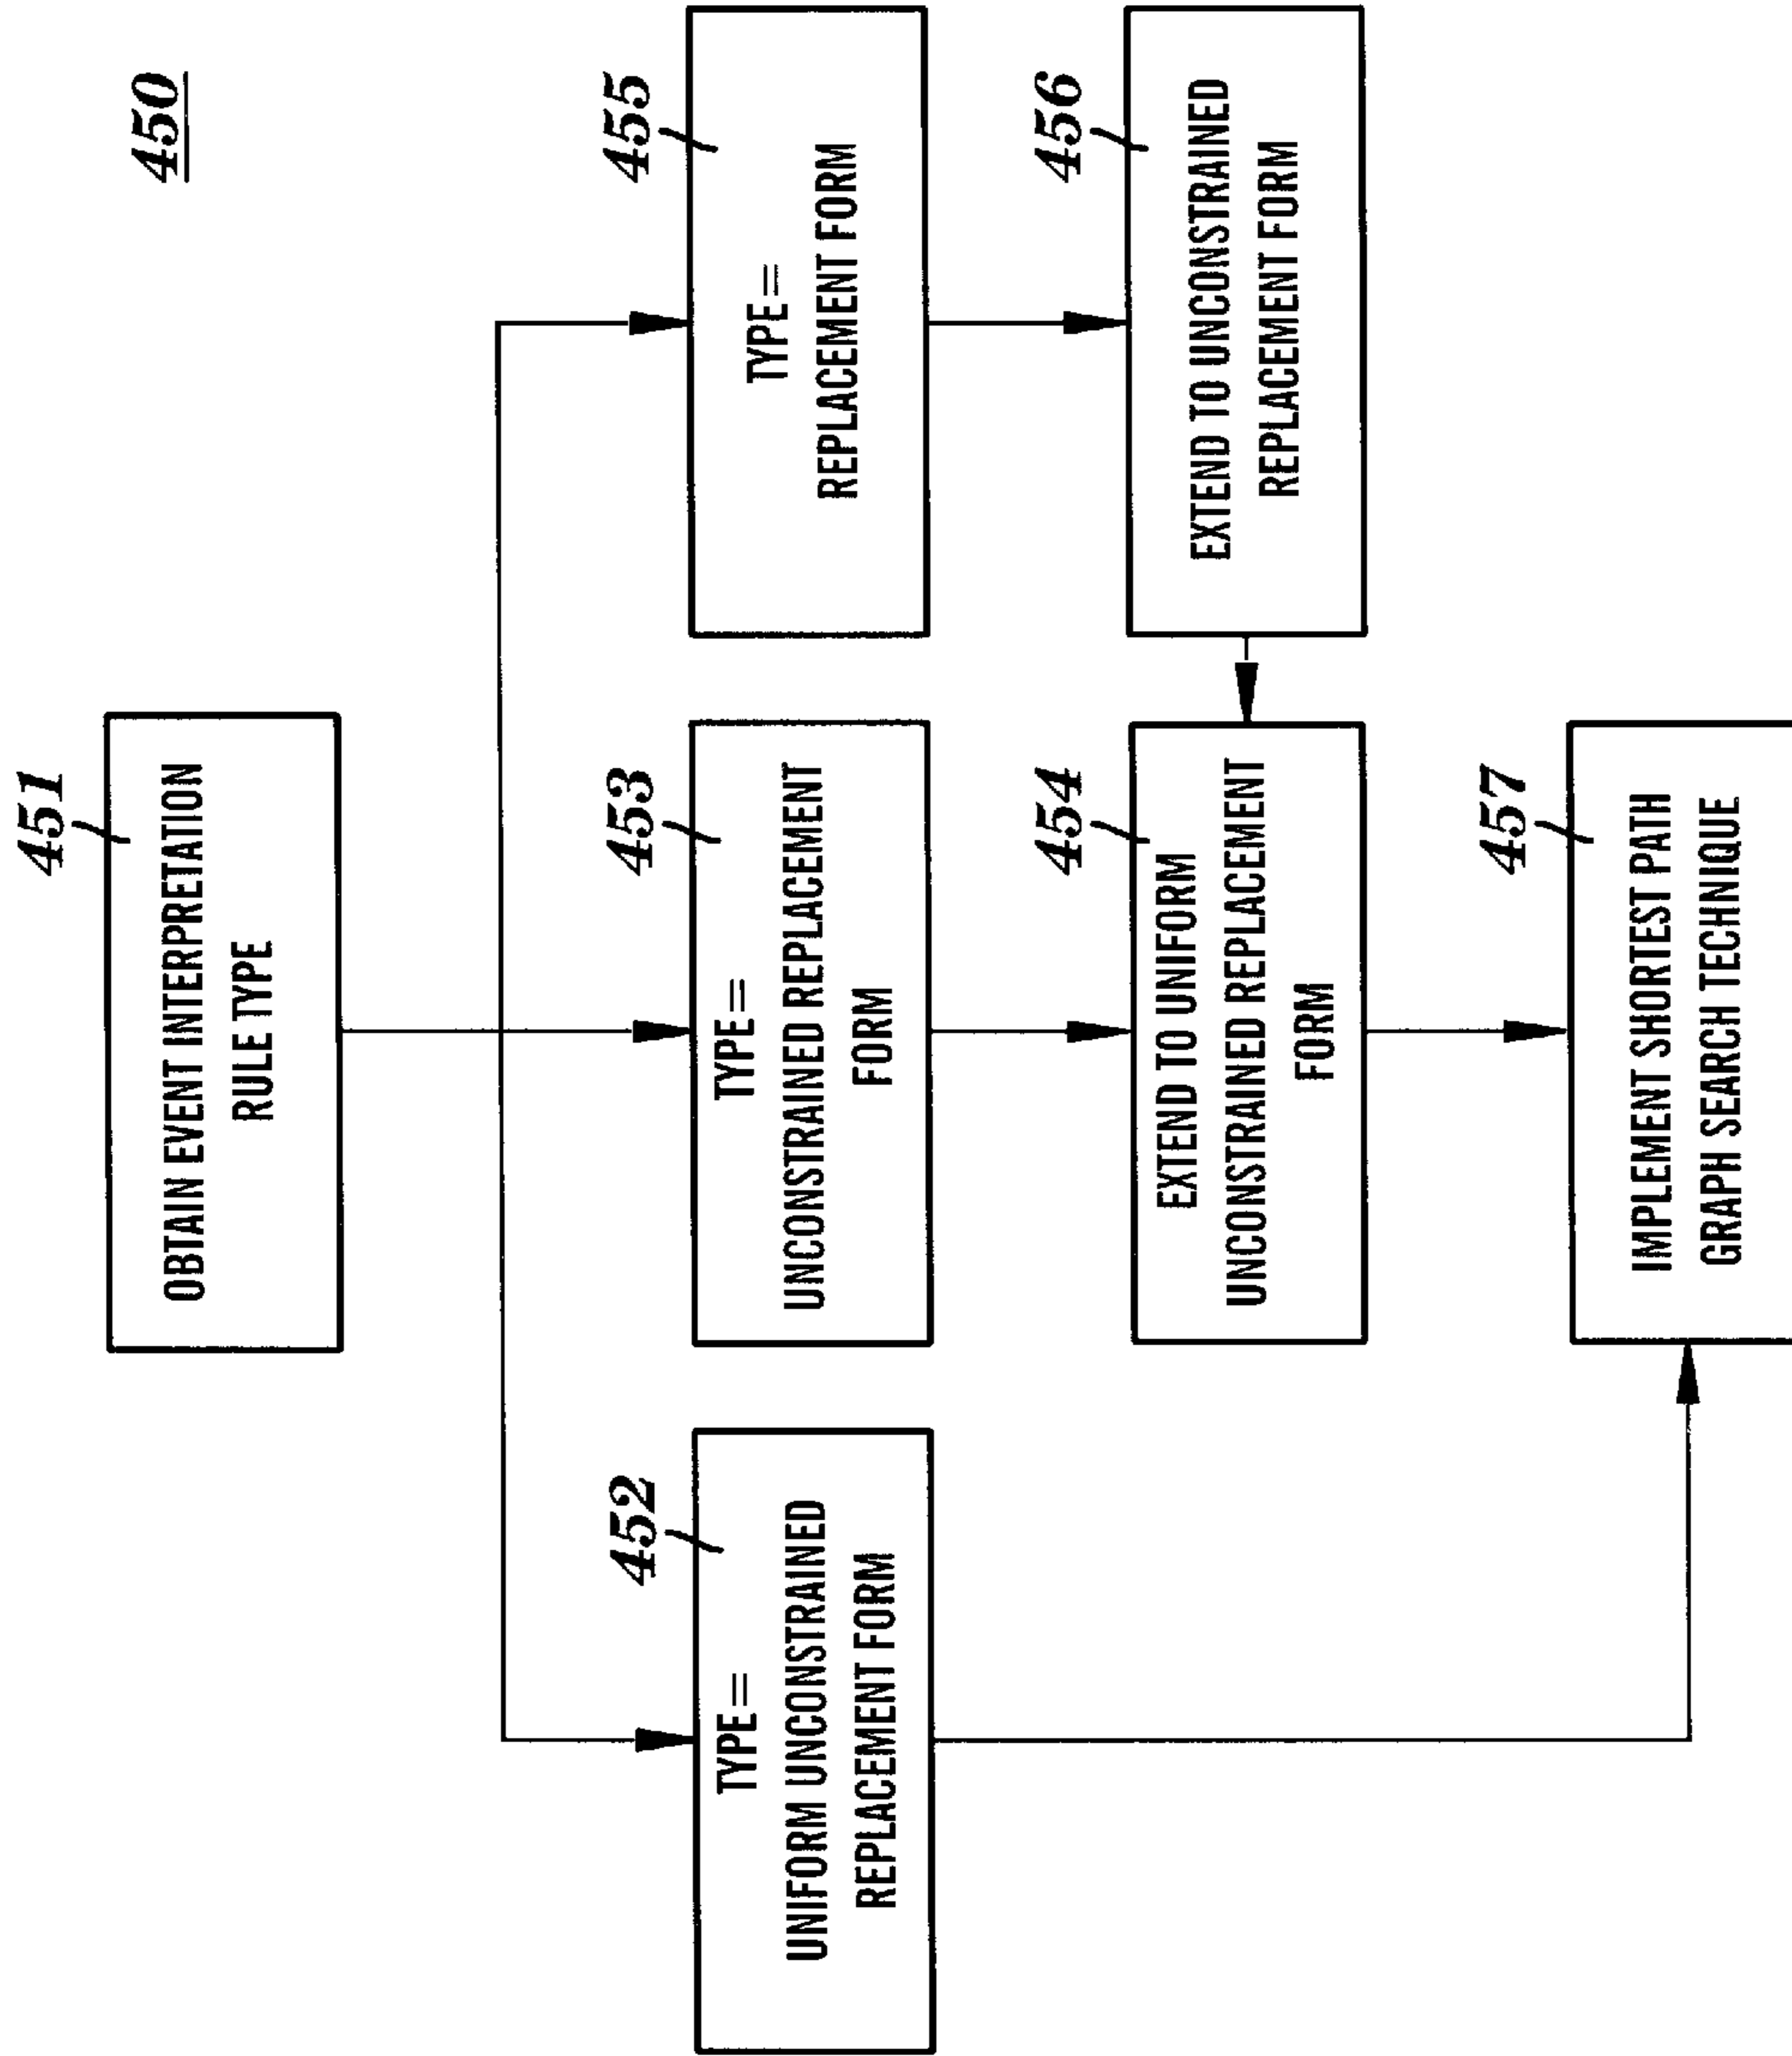 450
451
OBTAIN EVENT INTERPRETATION
RULE TYPE
452
TYPE=
UNIFORM UNCONSTRAINED
REPLACEMENT FORM
453
TYPE=
UNCONSTRAINED REPLACEMENT
FORM
455
TYPE=
REPLACEMENT FORM
454
EXTEND TO UNIFORM
UNCONSTRAINED REPLACEMENT
FORM
456
EXTEND TO UNCONSTRAINED
REPLACEMENT FORM
457
IMPLEMENT SHORTEST PATH
GRAPH SEARCH TECHNIQUE